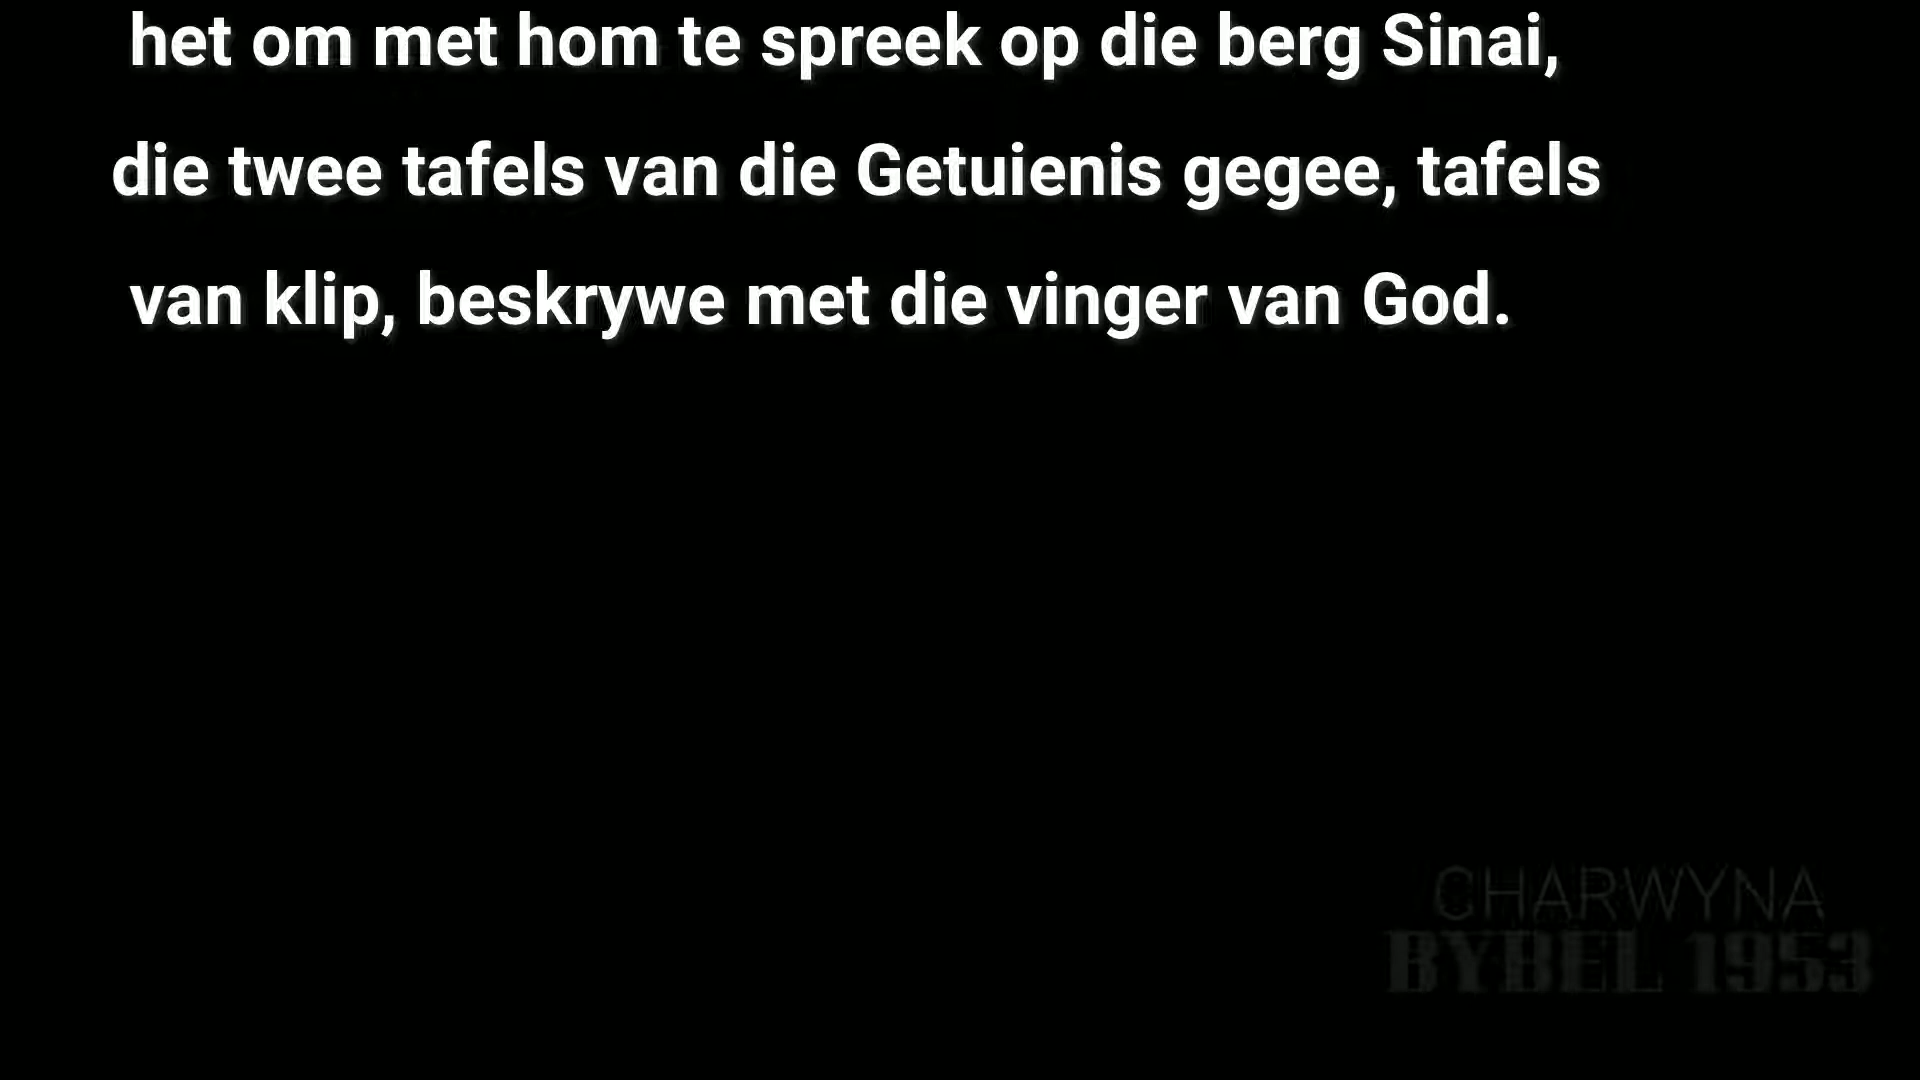 het om met hom te spreek op die berg Sinai,
die twee tafels van die Getuienis gegee, tafels
van klip, beskrywe met die vinger van God.
CHARWYNA
BYBEL 1953